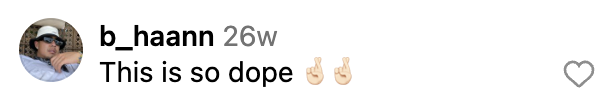 b_haann 26w
This is so dope 🤞🏻🤞🏻